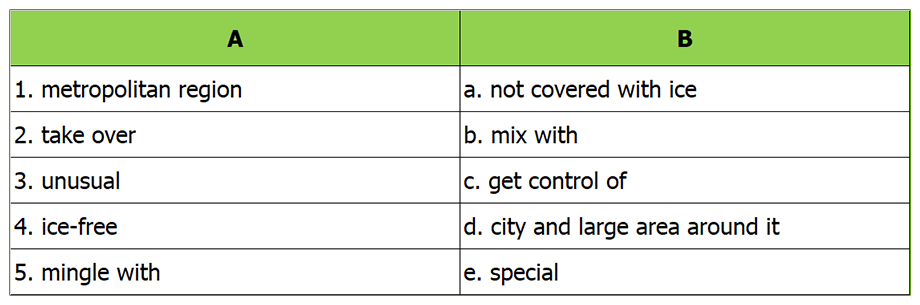 A B
1. metropolitan region a. not covered with ice
2. take over b. mix with
3. unusual c. get control of
4. ice-free d. city and large area around it
5. mingle with e. special